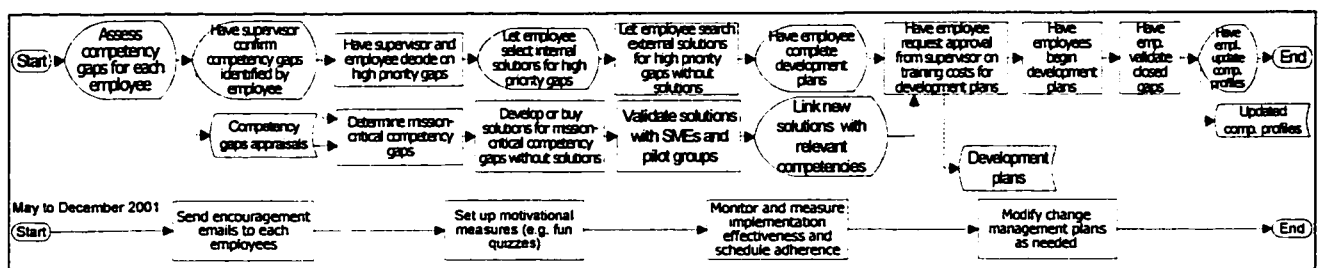 Start
Assess
competency
gaps for each
employee
Have supervisor
confirm
competency gaps
identified by
employee
Have supervisor and
employee decide on
high priority gaps
Let employee
select internal
solutions for high
priority gaps
Let employee search
external solutions
for high priority
gaps without
solutions
Have employee
complete
development
plans
Have employee
request approval
from supervisor on
training costs for
development plans
Have
employees
begin
development
plans
Have
emp.
validate
closed
gaps
Have
empl.
update
comp.
profiles
End
Competency
gaps appraisals
Determine mission-
critical competency
gaps
Develop or buy
solutions for mission-
critical competency
gaps without solutions
Validate solutions
with SMEs and
pilot groups
Link new
solutions with
relevant
competencies
Updated
comp. profiles
Development
plans
May to December 2001
Start
Send encouragement
emails to each
employees
Set up motivational
measures (e.g. fun
quizzes)
Monitor and measure
implementation
effectiveness and
schedule adherence
Modify change
management plans
as needed
End